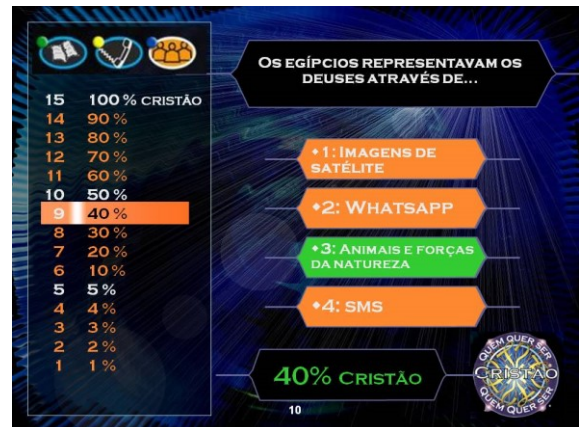 OS EGÍPCIOS REPRESENTAVAM OS
DEUSES ATRAVÉS DE...
15 100 % CRISTÃO
14 90 %
13 80 %
12 70 %
11 60 %
10 50 %
9 40 %
8 30 %
7 20 %
6 10 %
5 5 %
4 4 %
3 3 %
2 2 %
1 1 %
1: IMAGENS DE
SATÉLITE
2: WHATSAPP
3: ANIMAIS E FORÇAS
DA NATUREZA
4: SMS
40% CRISTÃO
10
QUEM QUER SER
CRISTÃO
QUEM QUER SER